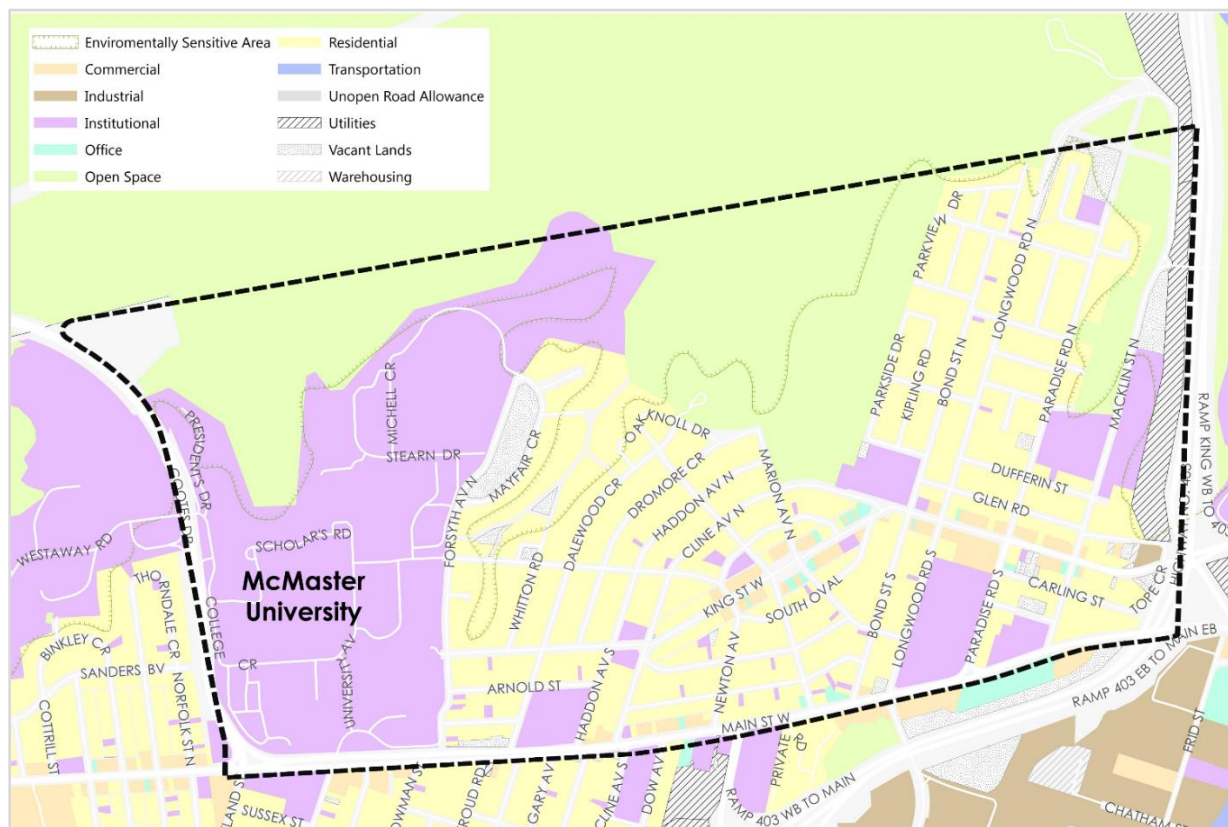 Enviromentally Sensitive Area
Commercial
Industrial
Institutional
Office
Open Space
Residential
Transportation
Unopen Road Allowance
Utilities
Vacant Lands
Warehousing
PARKVIEW DR
LONGWOOD RD N
PARKSIDE DR
KIPLING RD
BOND ST N
PARADISE RD N
MACKLIN ST N
RAMP KING WB TO 403
PRESIDENT'S DR
COOTES DR
MICHELL CR
STEARN DR
FORSYTH AV N
MAYFAIR CR
OAK KNOLL DR
DALEWOOD CR
DROMORE CR
HADDON AV N
CLINE AV N
MARION AV N
DUFFERIN ST
GLEN RD
WESTAWAY RD
SCHOLAR'S RD
McMaster
University
WHITTON RD
KING ST W
SOUTH OVAL
BOND ST S
LONGWOOD RD S
PARADISE RD S
CARLING ST
TOPE CR
THORNDALE CR
BINKLEY CR
SANDERS BV
COLLEGE CR
UNIVERSITY AV
NORFOLK ST N
COTTRILL ST
ARNOLD ST
HADDON AV S
NEWTON AV
MAIN ST W
PRIVATE RD
RAMP 403 EB TO MAIN EB
RAMP 403 WB TO MAIN
FRID ST
CHATHAM ST
SUSSEX ST
GARY AV
CLINE AV S
DOW AV